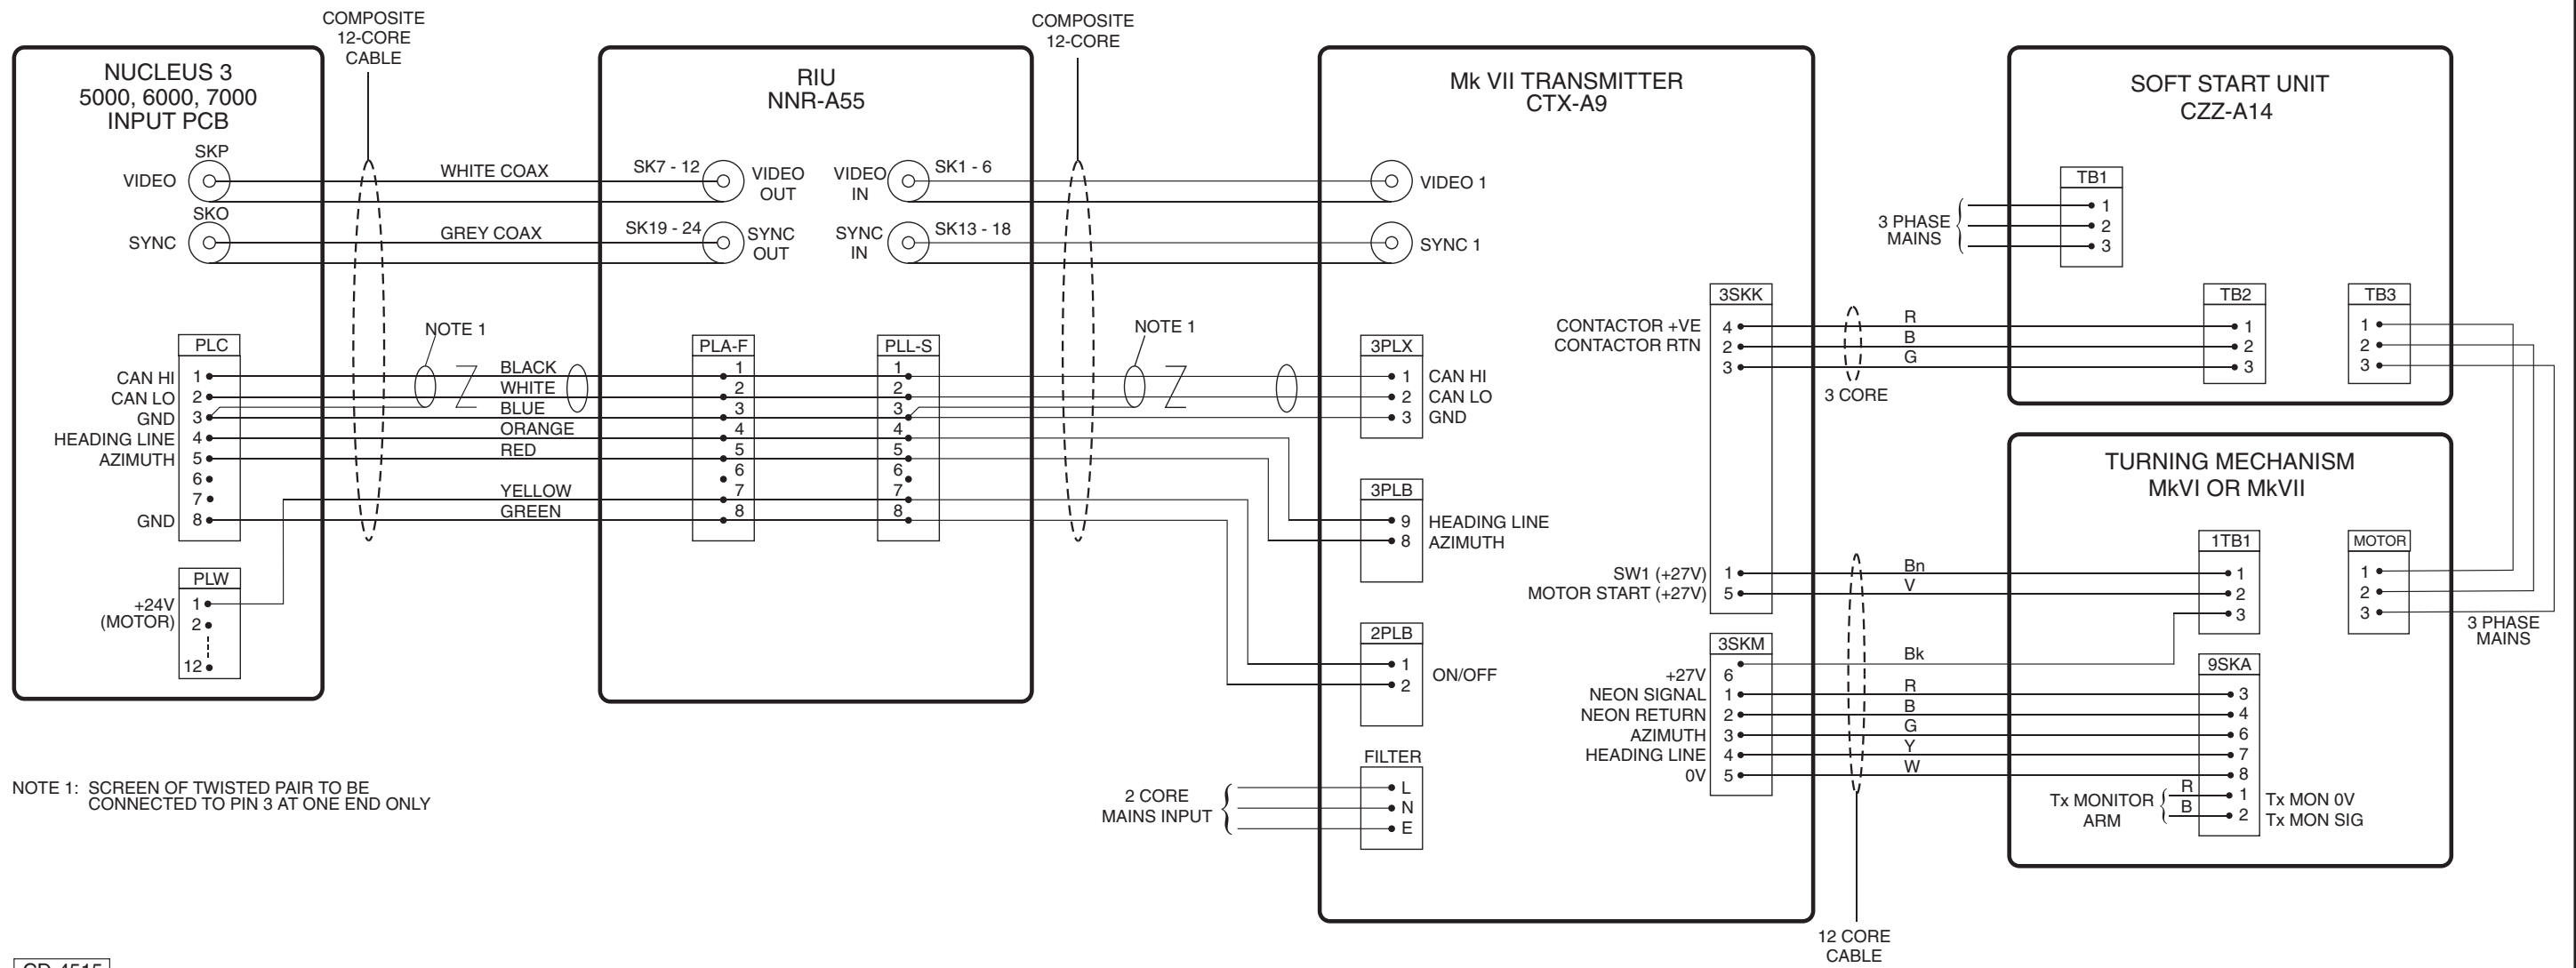 COMPOSITE
12-CORE
CABLE
COMPOSITE
12-CORE
NUCLEUS 3
5000, 6000, 7000
INPUT PCB
SKP
VIDEO
SKO
SYNC
WHITE COAX
GREY COAX
NOTE 1
PLC
CAN HI 1
CAN LO 2
GND 3
HEADING LINE 4
AZIMUTH 5
6
7
GND 8
BLACK
WHITE
BLUE
ORANGE
RED
YELLOW
GREEN
PLW
+24V 1
(MOTOR) 2
12
RIU
NNR-A55
SK7 - 12
VIDEO
OUT
VIDEO
IN
SK1 - 6
SK19 - 24
SYNC
OUT
SYNC
IN
SK13 - 18
PLA-F
1
2
3
4
5
6
7
8
PLL-S
1
2
3
4
5
6
7
8
NOTE 1
Mk VII TRANSMITTER
CTX-A9
VIDEO 1
SYNC 1
3PLX
1 CAN HI
2 CAN LO
3 GND
3PLB
9 HEADING LINE
8 AZIMUTH
2PLB
1
2
ON/OFF
FILTER
L
N
E
2 CORE
MAINS INPUT
3SKK
CONTACTOR +VE 4
CONTACTOR RTN 2
3
SW1 (+27V) 1
MOTOR START (+27V) 5
3SKM
+27V 6
NEON SIGNAL 1
NEON RETURN 2
AZIMUTH 3
HEADING LINE 4
0V 5
R
B
G
3 CORE
Bn
V
Bk
R
B
G
Y
W
12 CORE
CABLE
SOFT START UNIT
CZZ-A14
TB1
1
2
3
3 PHASE
MAINS
TB2
1
2
3
TB3
1
2
3
TURNING MECHANISM
MkVI OR MkVII
1TB1
1
2
3
MOTOR
1
2
3
3 PHASE
MAINS
9SKA
3
4
6
7
8
1 Tx MON 0V
2 Tx MON SIG
Tx MONITOR
ARM
R
B
NOTE 1: SCREEN OF TWISTED PAIR TO BE
CONNECTED TO PIN 3 AT ONE END ONLY
CD-4515